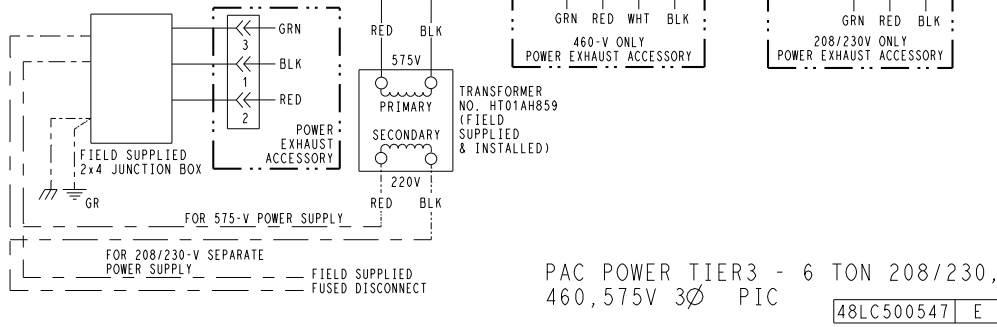 GRN
3
BLK
1
RED
2
POWER
EXHAUST
ACCESSORY
FIELD SUPPLIED
2x4 JUNCTION BOX
GR
RED BLK
575V
PRIMARY
SECONDARY
220V
RED BLK
TRANSFORMER
NO. HT01AH859
(FIELD
SUPPLIED
& INSTALLED)
GRN RED WHT BLK
460-V ONLY
POWER EXHAUST ACCESSORY
GRN RED BLK
208/230V ONLY
POWER EXHAUST ACCESSORY
FOR 575-V POWER SUPPLY
FOR 208/230-V SEPARATE
POWER SUPPLY
FIELD SUPPLIED
FUSED DISCONNECT
PAC POWER TIER3 - 6 TON 208/230,
460,575V 3Ø PIC
48LC500547 E